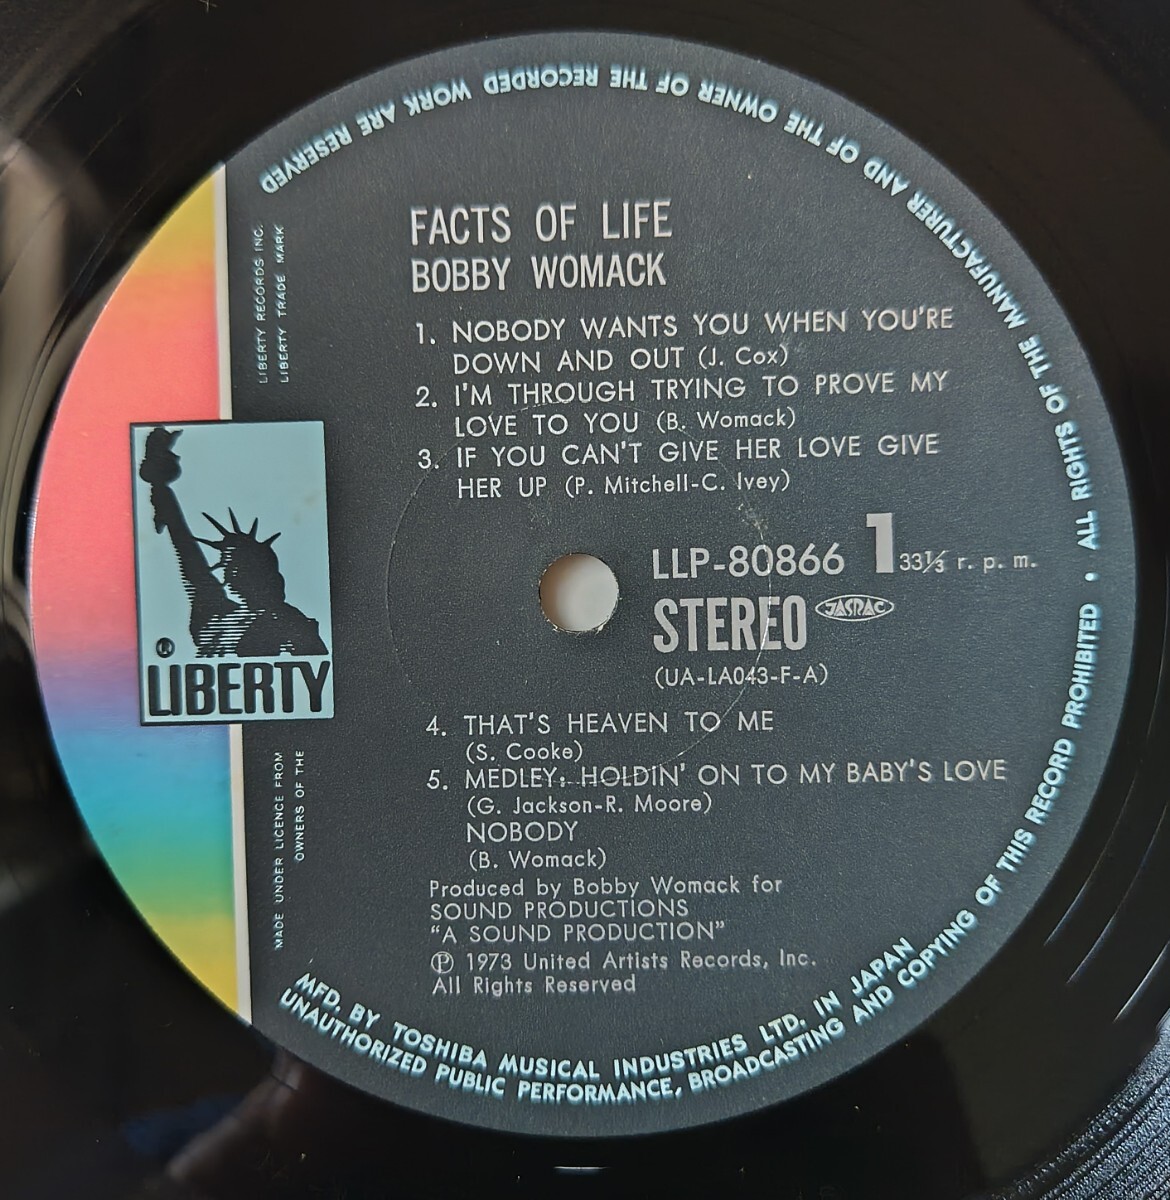 FACTS OF LIFE
BOBBY WOMACK
1. NOBODY WANTS YOU WHEN YOU'RE
DOWN AND OUT (J. Cox)
2. I'M THROUGH TRYING TO PROVE MY
LOVE TO YOU (B. Womack)
3. IF YOU CAN'T GIVE HER LOVE GIVE
HER UP (P. Mitchell-C. Ivey)
LLP-80866 1 33⅓ r. p. m.
STEREO JASRAC
(UA-LA043-F-A)
4. THAT'S HEAVEN TO ME
(S. Cooke)
5. MEDLEY: HOLDIN' ON TO MY BABY'S LOVE
(G. Jackson-R. Moore)
NOBODY
(B. Womack)
Produced by Bobby Womack for
SOUND PRODUCTIONS
"A SOUND PRODUCTION"
Ⓟ 1973 United Artists Records, Inc.
All Rights Reserved
LIBERTY RECORDS INC.
LIBERTY TRADE MARK
® LIBERTY
MADE UNDER LICENCE FROM
OWNERS OF THE
MFD. BY TOSHIBA MUSICAL INDUSTRIES LTD. IN JAPAN
UNAUTHORIZED PUBLIC PERFORMANCE, BROADCASTING AND COPYING OF THIS RECORD PROHIBITED • ALL RIGHTS OF THE MANUFACTURER AND OF THE OWNER OF THE RECORDED WORK ARE RESERVED